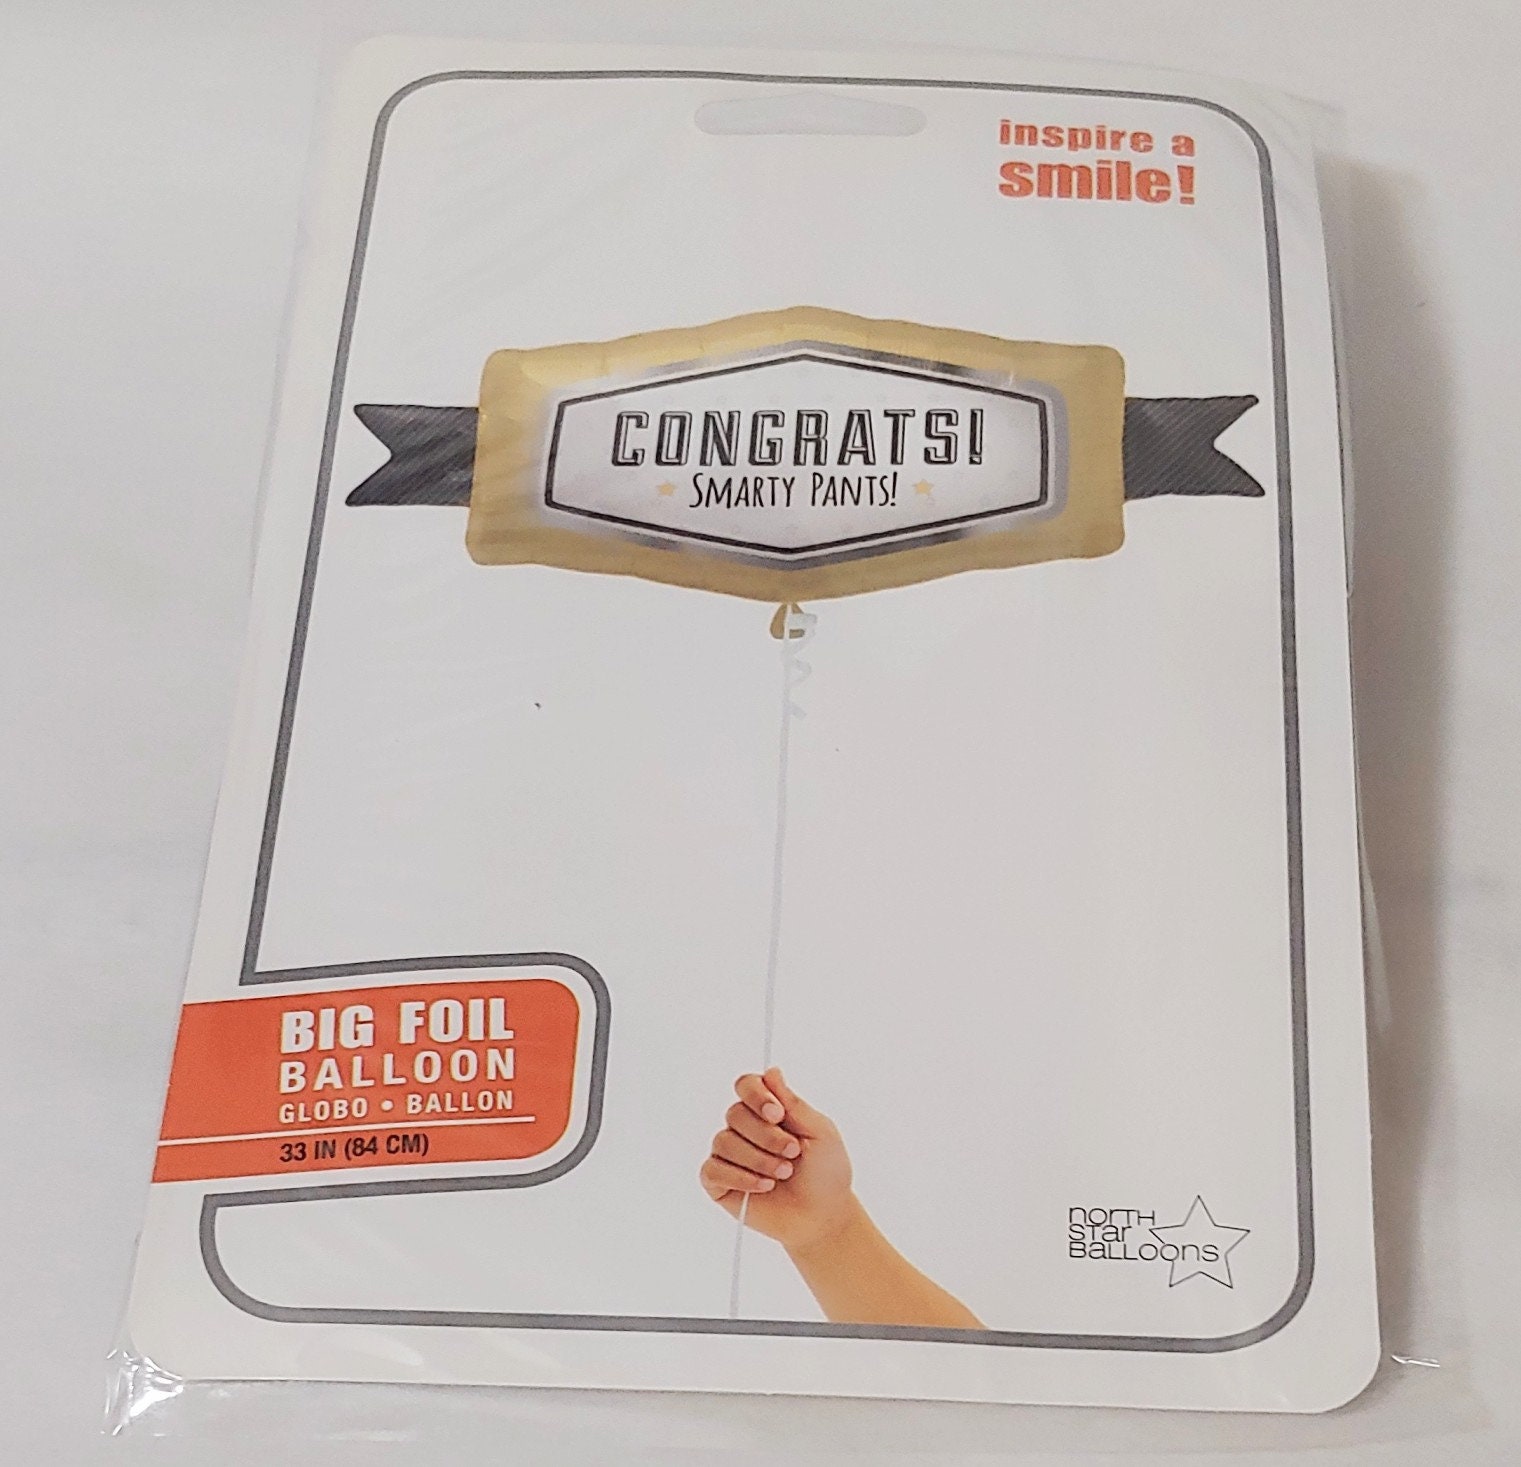 inspire a
smile!
CONGRATS!
SMARTY PANTS!
BIG FOIL
BALLOON
GLOBO • BALLON
33 IN (84 CM)
north
star
balloons